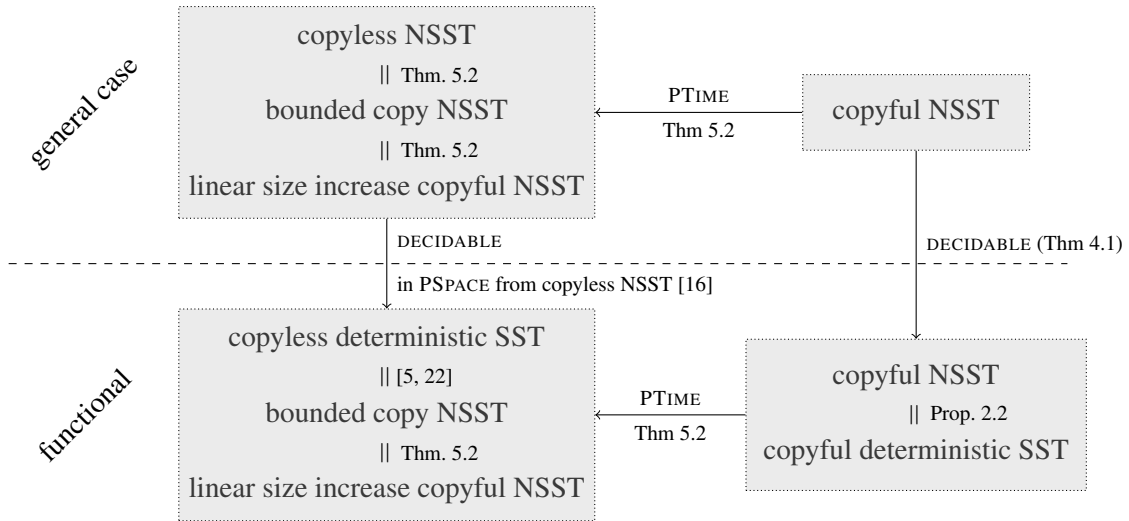 general case
copyless NSST
|| Thm. 5.2
bounded copy NSST
|| Thm. 5.2
linear size increase copyful NSST
PTIME
Thm 5.2
copyful NSST
DECIDABLE
in PSPACE from copyless NSST [16]
DECIDABLE (Thm 4.1)
functional
copyless deterministic SST
|| [5, 22]
bounded copy NSST
|| Thm. 5.2
linear size increase copyful NSST
PTIME
Thm 5.2
copyful NSST
|| Prop. 2.2
copyful deterministic SST